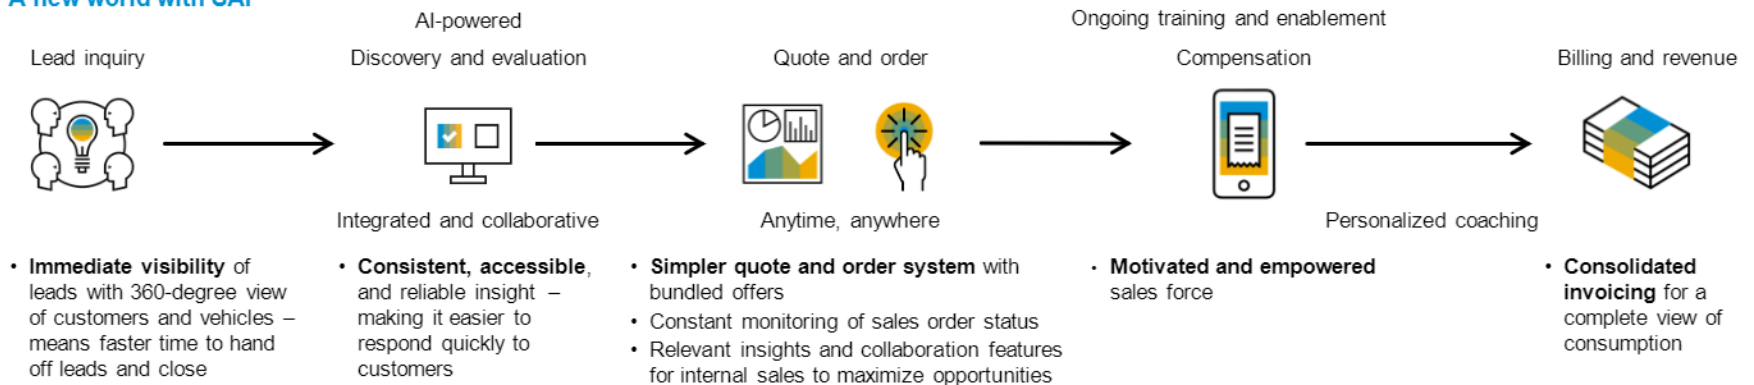 A new world with SAP
AI-powered
Ongoing training and enablement
Lead inquiry
Discovery and evaluation
Quote and order
Compensation
Billing and revenue
Integrated and collaborative
Anytime, anywhere
Personalized coaching
• Immediate visibility of
leads with 360-degree view
of customers and vehicles –
means faster time to hand
off leads and close
• Consistent, accessible,
and reliable insight –
making it easier to
respond quickly to
customers
• Simpler quote and order system with
bundled offers
• Constant monitoring of sales order status
• Relevant insights and collaboration features
for internal sales to maximize opportunities
• Motivated and empowered
sales force
• Consolidated
invoicing for a
complete view of
consumption